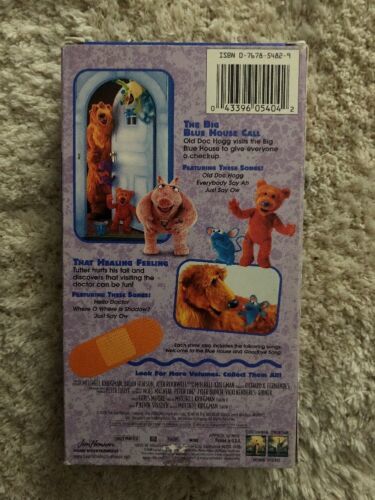 ISBN 0-7678-5482-9
0 43396 05404 2
THE BIG
BLUE HOUSE CALL
Old Doc Hogg visits the Big
Blue House to give everyone
a checkup.
FEATURING THESE SONGS!
Old Doc Hogg
Everybody Say Ah
Just Say Ow
THAT HEALING FEELING
Tutter hurts his tail and
discovers that visiting the
doctor can be fun!
FEATURING THESE SONGS!
Hello Doctor
Where O Where Is Shadow?
Just Say Ow
Each show also includes the following songs:
Welcome to the Blue House and Goodbye Song!
Look For More Volumes. Collect Them All!
Jim Henson
HOME ENTERTAINMENT